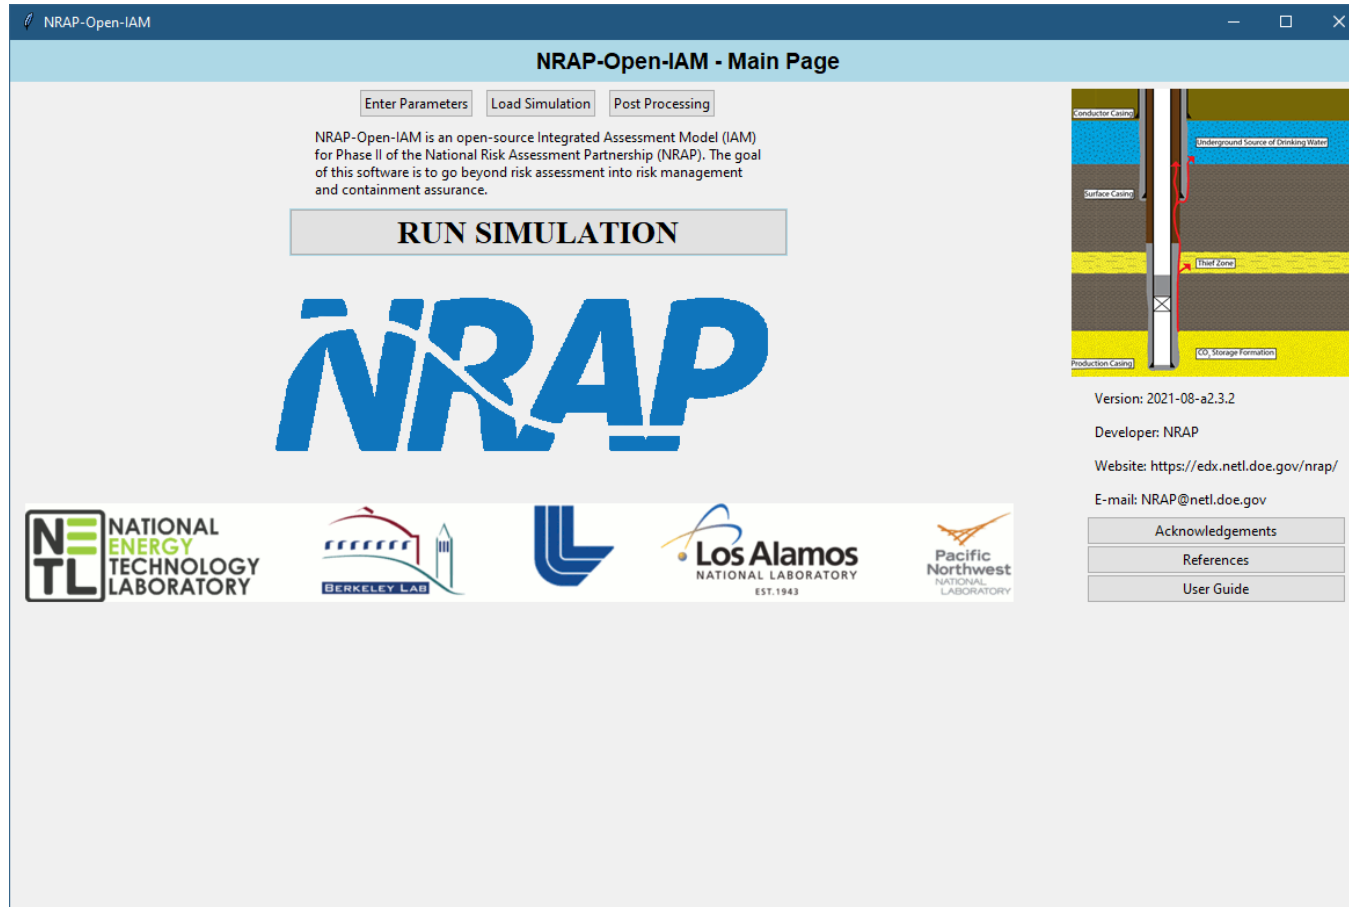 NRAP-Open-IAM
NRAP-Open-IAM - Main Page
Enter Parameters Load Simulation Post Processing
NRAP-Open-IAM is an open-source Integrated Assessment Model (IAM)
for Phase II of the National Risk Assessment Partnership (NRAP). The goal
of this software is to go beyond risk assessment into risk management
and containment assurance.
RUN SIMULATION
NRAP
NETL
NATIONAL
ENERGY
TECHNOLOGY
LABORATORY
BERKELEY LAB
Los Alamos
NATIONAL LABORATORY
EST. 1943
Pacific
Northwest
NATIONAL
LABORATORY
Conductor Casing
Underground Source of Drinking Water
Surface Casing
Thief Zone
CO₂ Storage Formation
Production Casing
Version: 2021-08-a2.3.2
Developer: NRAP
Website: https://edx.netl.doe.gov/nrap/
E-mail: NRAP@netl.doe.gov
Acknowledgements
References
User Guide